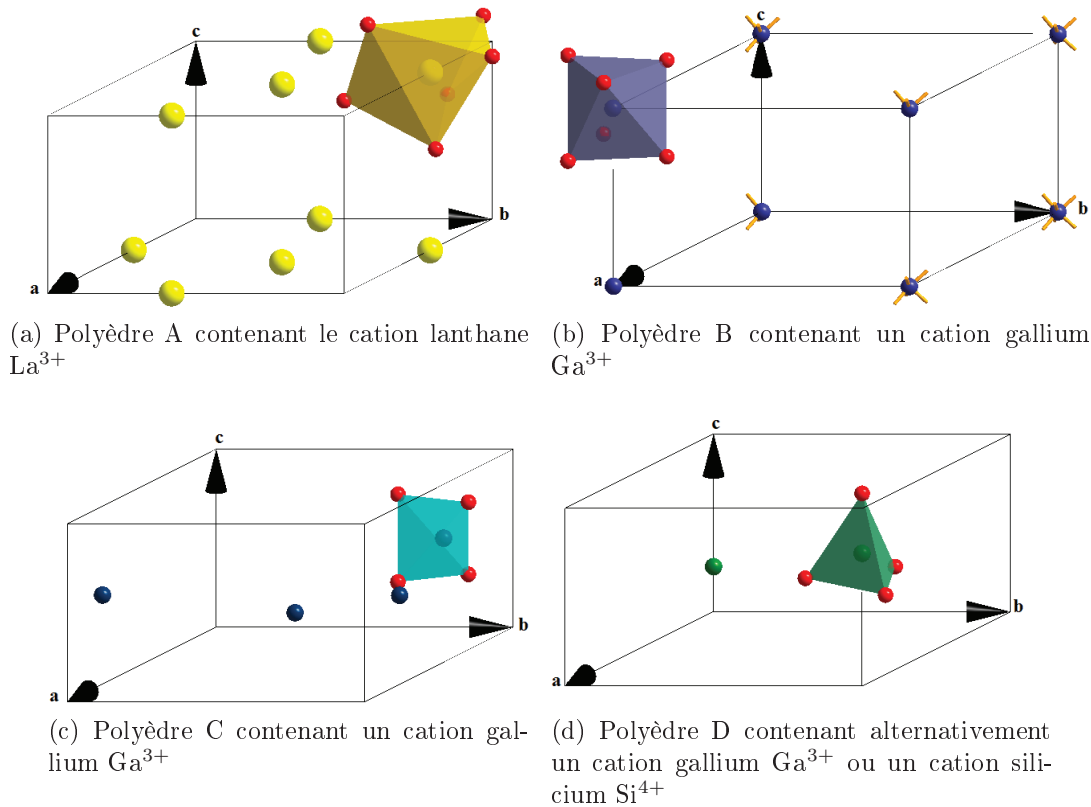 c
b
a
(a) Polyèdre A contenant le cation lanthane
La3+
c
b
a
(b) Polyèdre B contenant un cation gallium
Ga3+
c
b
a
(c) Polyèdre C contenant un cation gal-
lium Ga3+
c
b
a
(d) Polyèdre D contenant alternativement
un cation gallium Ga3+ ou un cation sili-
cium Si4+